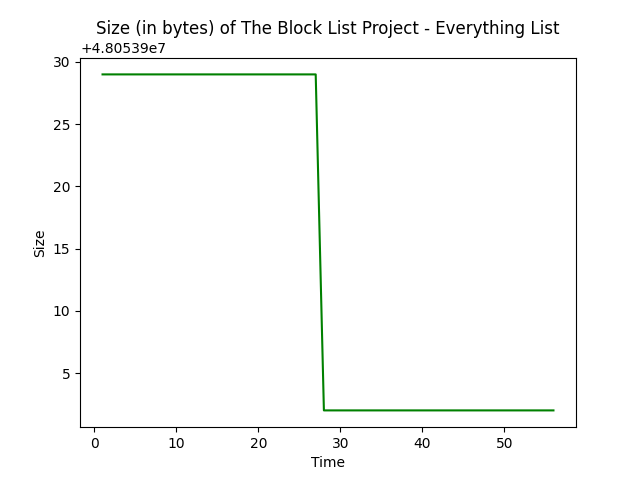 Size (in bytes) of The Block List Project - Everything List
+4.80539e7
30
25
20
15
10
5
Size
0 10 20 30 40 50
Time